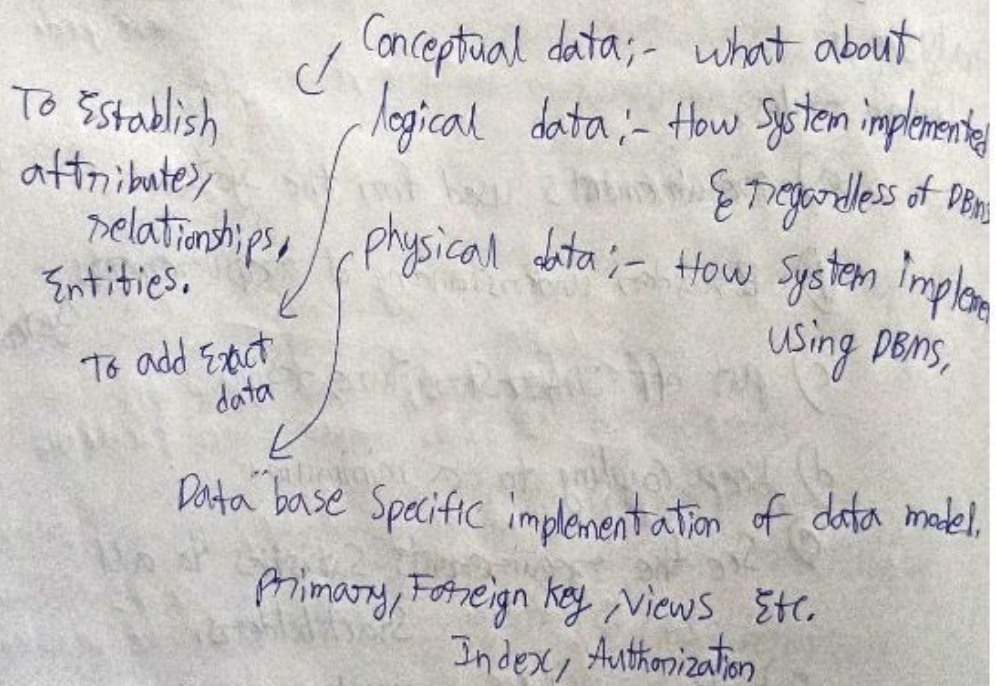 Conceptual data;- what about
To Establish
attributes,
relationships,
Entities.
logical data:- How System implemented
& regardless of DBMS
To add Exact
data
physical data;- How System impleme
using DBMS,
Data base Specific implementation of data model.
Primary, Foreign key, Views Etc.
Index, Authorization